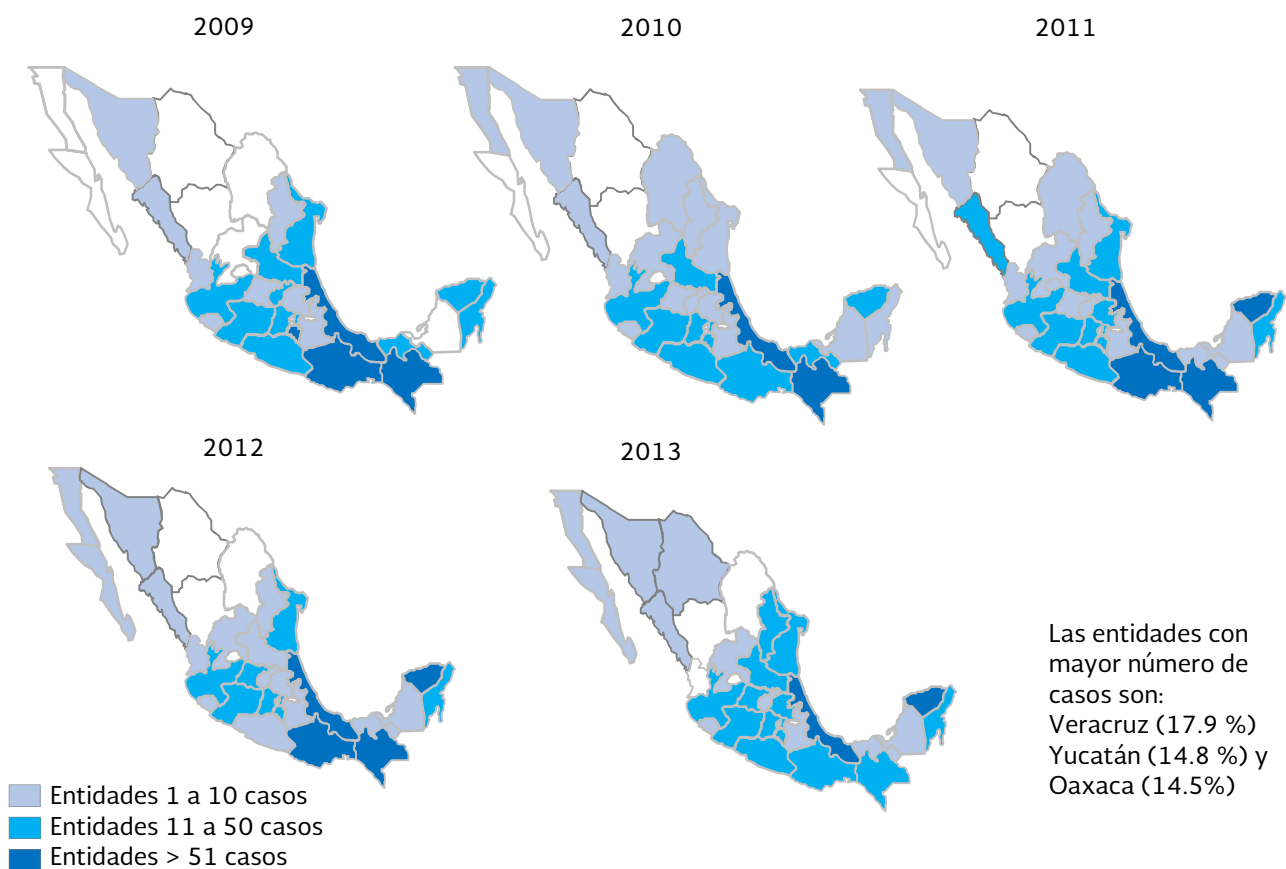 2009
2010
2011
2012
2013
Las entidades con
mayor número de
casos son:
Veracruz (17.9 %)
Yucatán (14.8 %) y
Oaxaca (14.5%)
Entidades 1 a 10 casos
Entidades 11 a 50 casos
Entidades > 51 casos